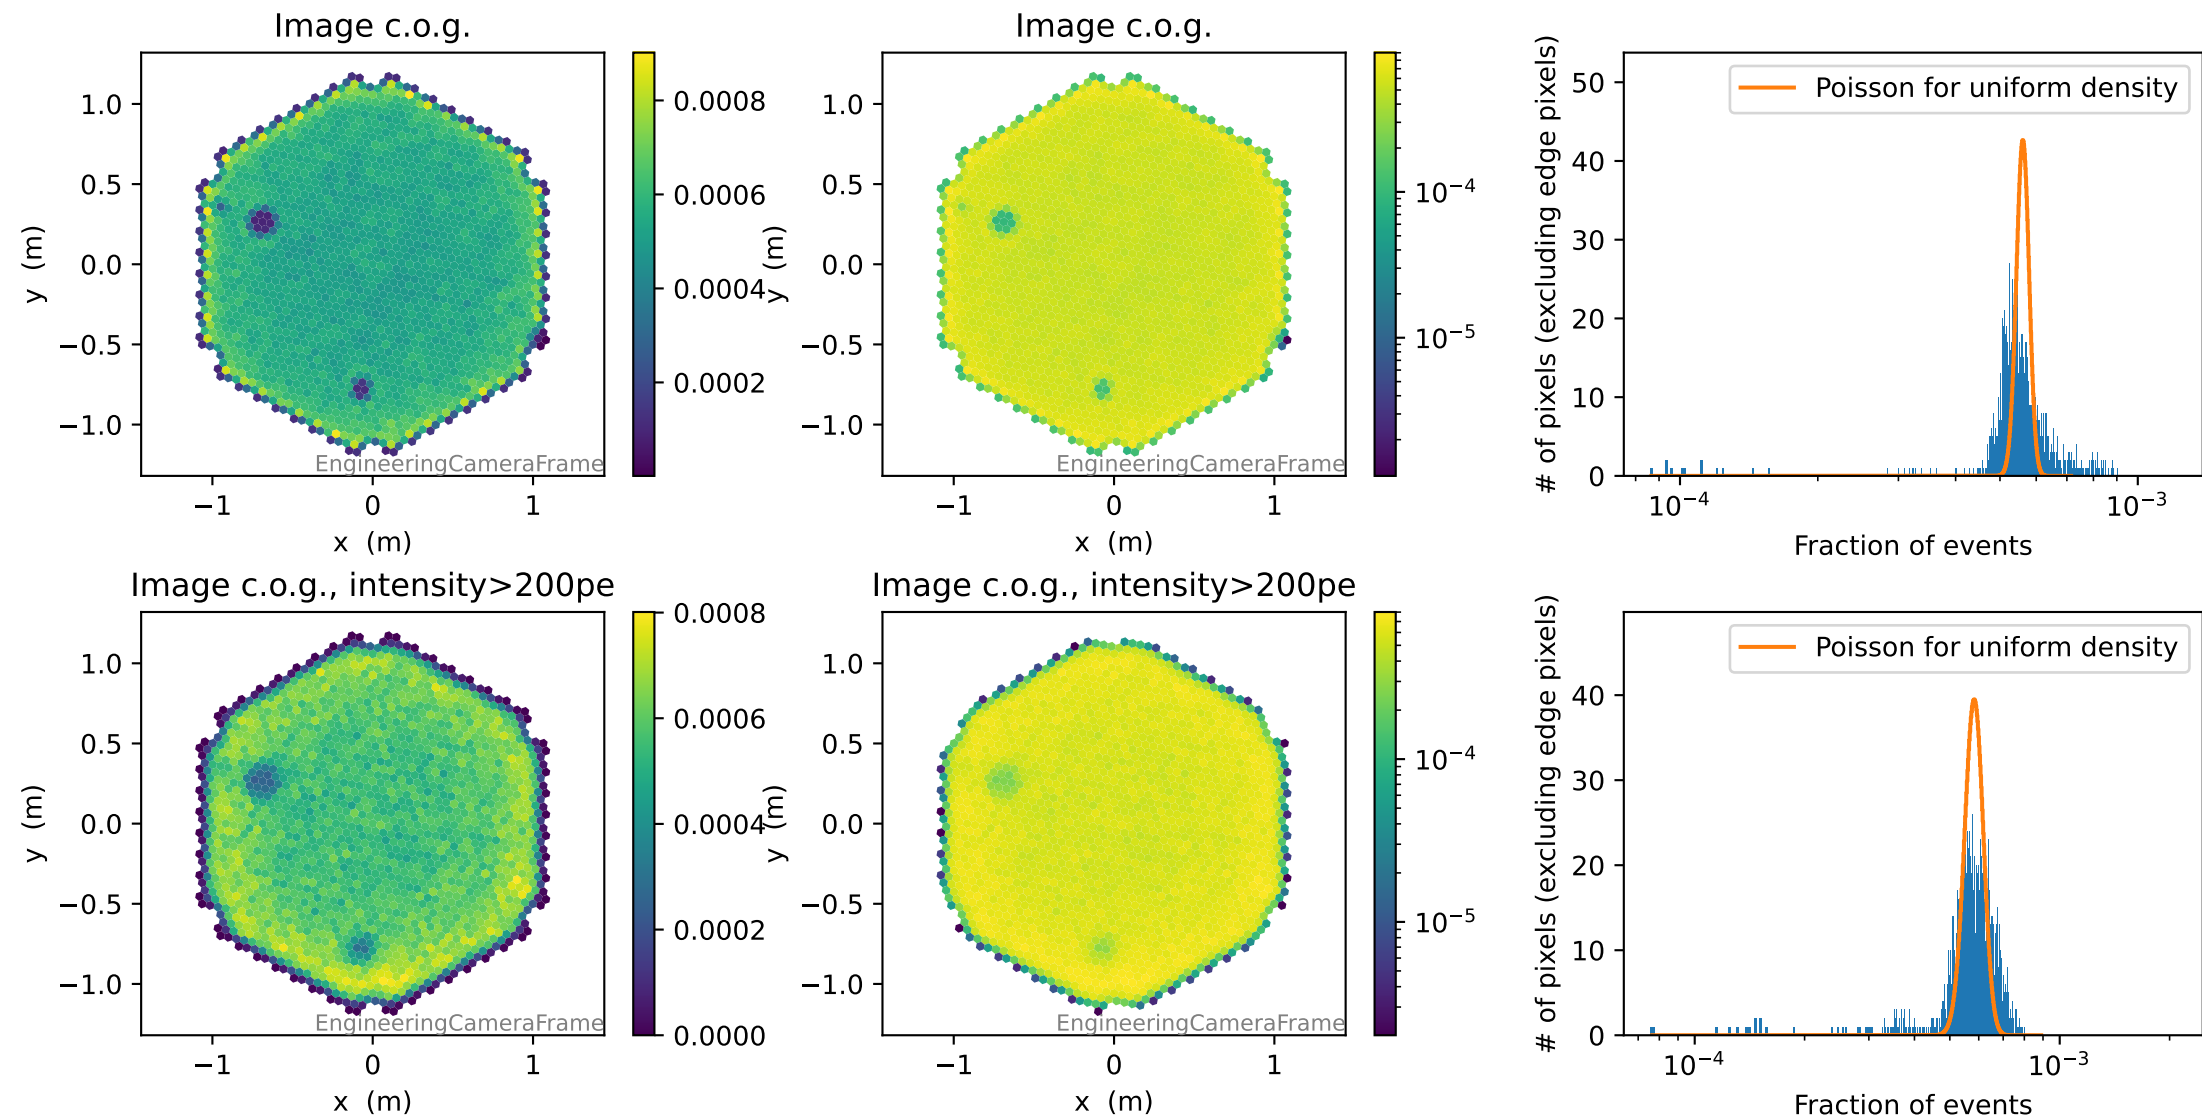 Image c.o.g.
1.0
0.5
0.0
−0.5
−1.0
y (m)
−1
0
1
x (m)
EngineeringCameraFrame
0.0008
0.0006
0.0004
0.0002
Image c.o.g.
1.0
0.5
0.0
−0.5
−1.0
y (m)
−1
0
1
x (m)
EngineeringCameraFrame
10⁻⁴
10⁻⁵
# of pixels (excluding edge pixels)
50
40
30
20
10
0
Poisson for uniform density
10⁻⁴
10⁻³
Fraction of events
Image c.o.g., intensity>200pe
1.0
0.5
0.0
−0.5
−1.0
y (m)
−1
0
1
x (m)
EngineeringCameraFrame
0.0008
0.0006
0.0004
0.0002
0.0000
Image c.o.g., intensity>200pe
1.0
0.5
0.0
−0.5
−1.0
y (m)
−1
0
1
x (m)
EngineeringCameraFrame
10⁻⁴
10⁻⁵
# of pixels (excluding edge pixels)
40
30
20
10
0
Poisson for uniform density
10⁻⁴
10⁻³
Fraction of events